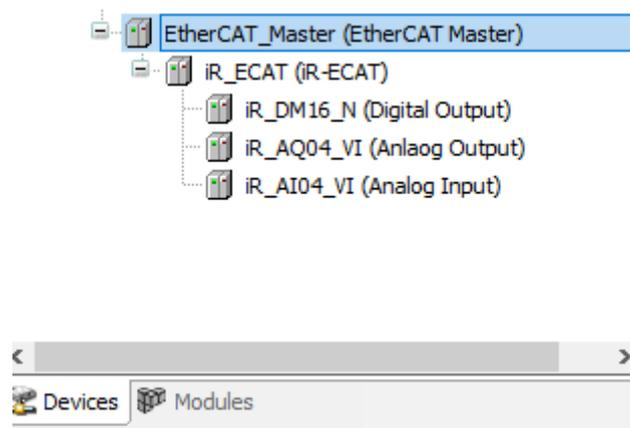 EtherCAT_Master (EtherCAT Master)
iR_ECAT (iR-ECAT)
iR_DM16_N (Digital Output)
iR_AQ04_VI (Anlaog Output)
iR_AI04_VI (Analog Input)
Devices Modules